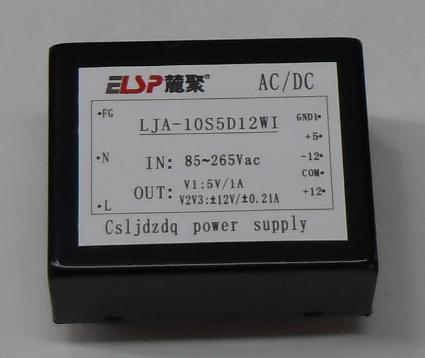 ELSP 麓聚® AC/DC
•FG LJA-10S5D12WI GND1•
+5•
•N IN: 85~265Vac -12•
COM•
OUT: V1:5V/1A
•L V2V3:±12V/±0.21A +12•
Csljdzdq power supply